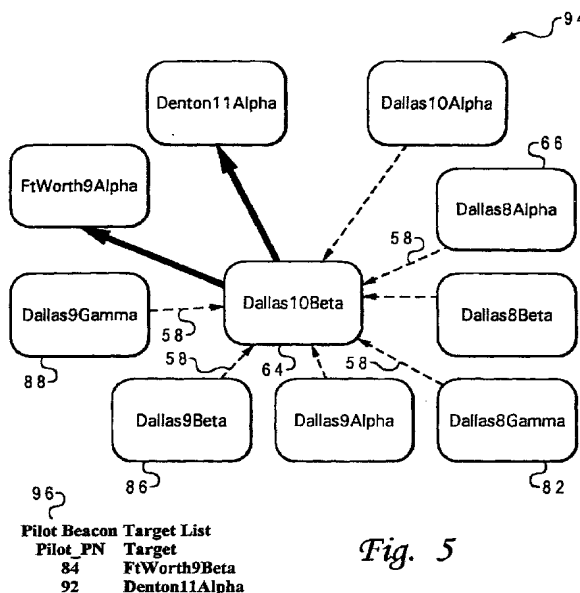 94
Denton11Alpha
Dallas10Alpha
66
FtWorth9Alpha
Dallas8Alpha
58
Dallas9Gamma
Dallas10Beta
Dallas8Beta
58
88
58
64
58
Dallas9Beta
Dallas9Alpha
Dallas8Gamma
86
82
96
Pilot Beacon Target List
Pilot_PN Target
84 FtWorth9Beta
92 Denton11Alpha
Fig. 5